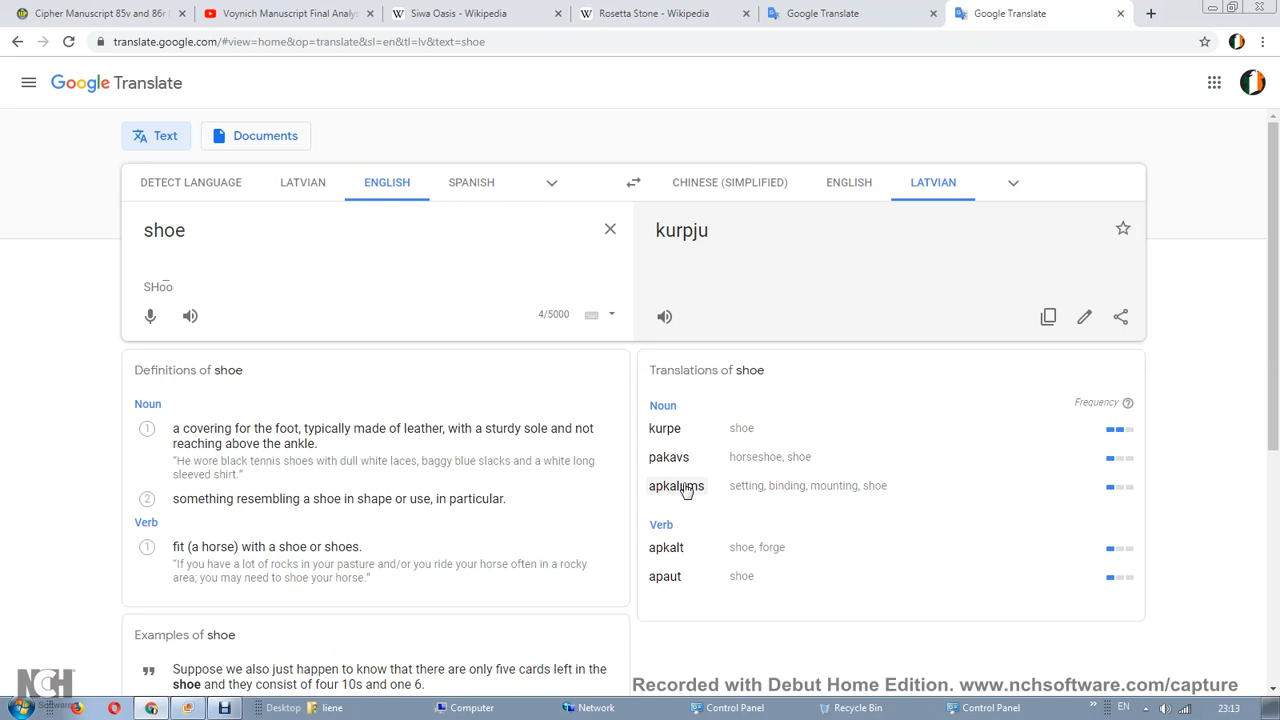 Cipher Manuscript 85v and 86r
Voynich Manuscript Final Analys
Siwa Oasis - Wikipedia
Rosetta Stone - Wikipedia
Google Translate
Google Translate
translate.google.com/#view=home&op=translate&sl=en&tl=lv&text=shoe
Google Translate
Text
Documents
DETECT LANGUAGE
LATVIAN
ENGLISH
SPANISH
CHINESE (SIMPLIFIED)
ENGLISH
LATVIAN
shoe
kurpju
SHo͞o
4/5000
Definitions of shoe
Noun
1
a covering for the foot, typically made of leather, with a sturdy sole and not
reaching above the ankle.
“He wore black tennis shoes with dull white laces, baggy blue slacks and a white long
sleeved shirt.”
2
something resembling a shoe in shape or use, in particular.
Verb
1
fit (a horse) with a shoe or shoes.
“If you have a lot of rocks in your pasture and/or you ride your horse often in a rocky
area; you may need to shoe your horse.”
Translations of shoe
Noun
Frequency
kurpe shoe
pakavs horseshoe, shoe
setting, binding, mounting, shoe
Verb
apkalt shoe, forge
apaut shoe
Examples of shoe
Suppose we also just happen to know that there are only five cards left in the
shoe and they consist of four 10s and one 6.
NCH
Recorded with Debut Home Edition. www.nchsoftware.com/capture
Desktop
liene
Computer
Network
Control Panel
Recycle Bin
Control Panel
EN
23:13